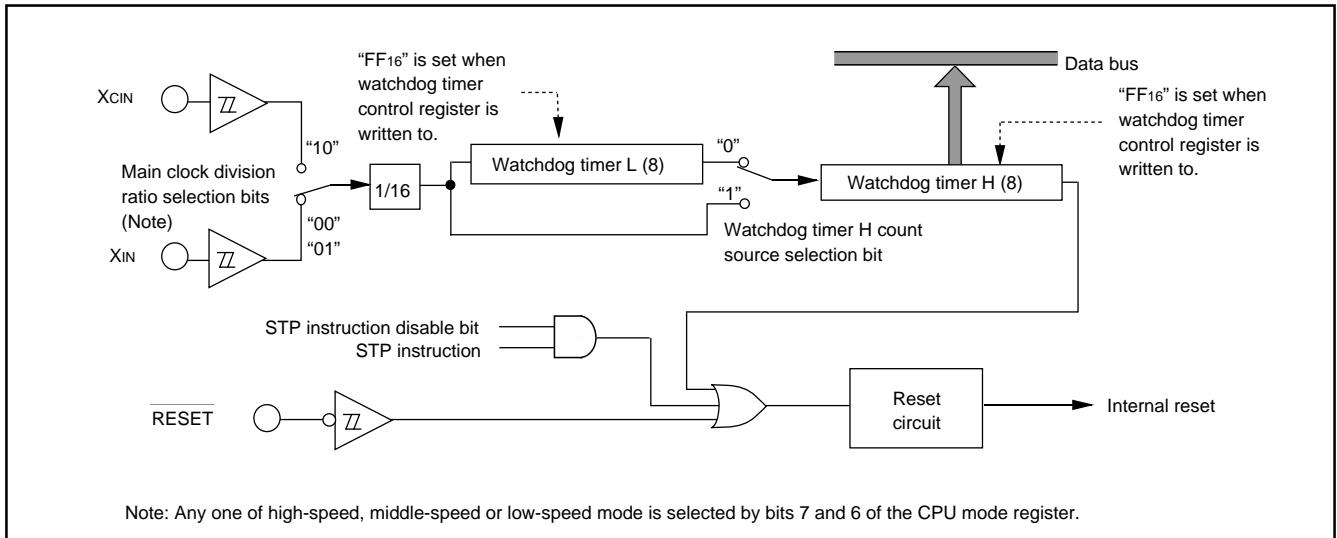 “FF16” is set when
watchdog timer
control register is
written to.
Data bus
“FF16” is set when
watchdog timer
control register is
written to.
XCIN
“10”
“0”
Watchdog timer L (8)
Watchdog timer H (8)
Main clock division
ratio selection bits
(Note)
1/16
“1”
“00”
“01”
Watchdog timer H count
source selection bit
XIN
STP instruction disable bit
STP instruction
RESET
Reset
circuit
Internal reset
Note: Any one of high-speed, middle-speed or low-speed mode is selected by bits 7 and 6 of the CPU mode register.